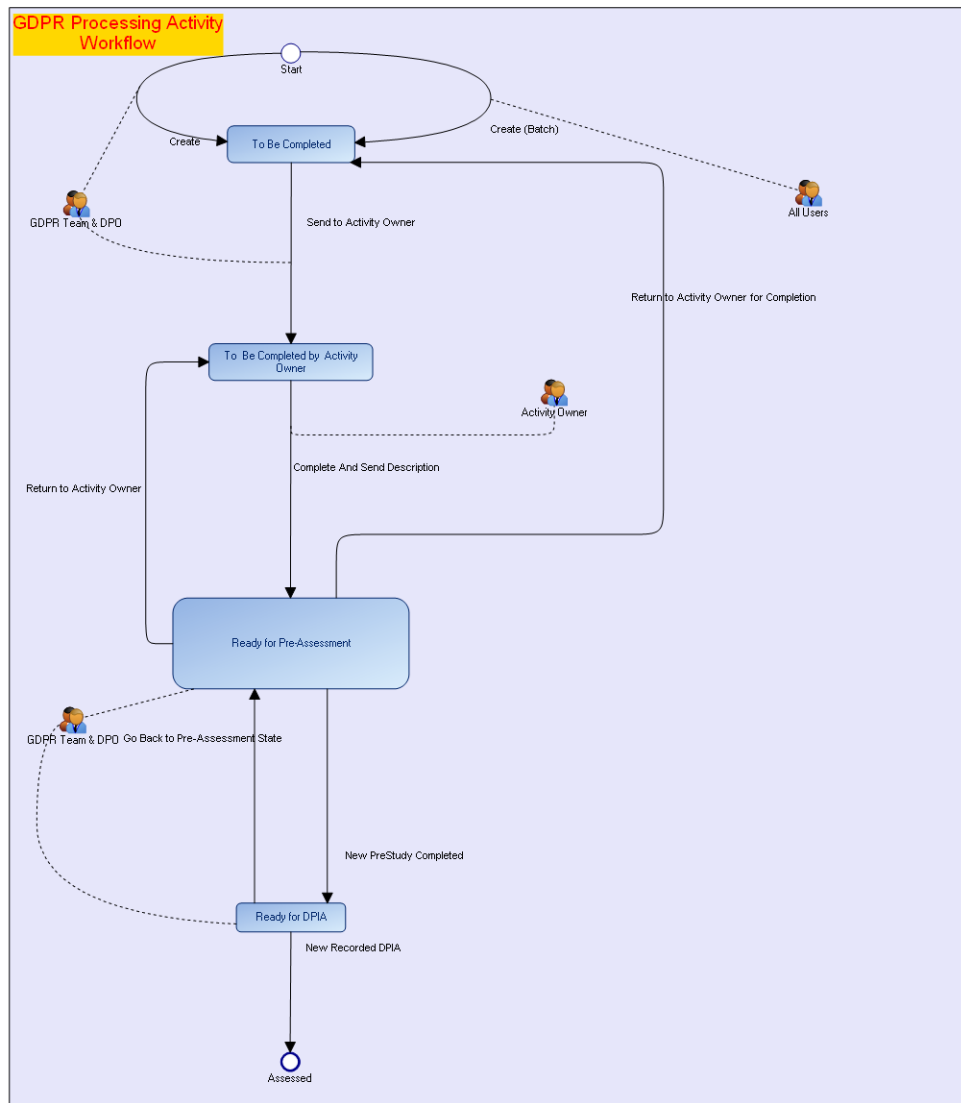 GDPR Processing Activity
Workflow
Start
Create
Create (Batch)
To Be Completed
GDPR Team & DPO
All Users
Send to Activity Owner
Return to Activity Owner for Completion
To Be Completed by Activity
Owner
Activity Owner
Complete And Send Description
Return to Activity Owner
Ready for Pre-Assessment
GDPR Team & DPO
Go Back to Pre-Assessment State
New PreStudy Completed
Ready for DPIA
New Recorded DPIA
Assessed